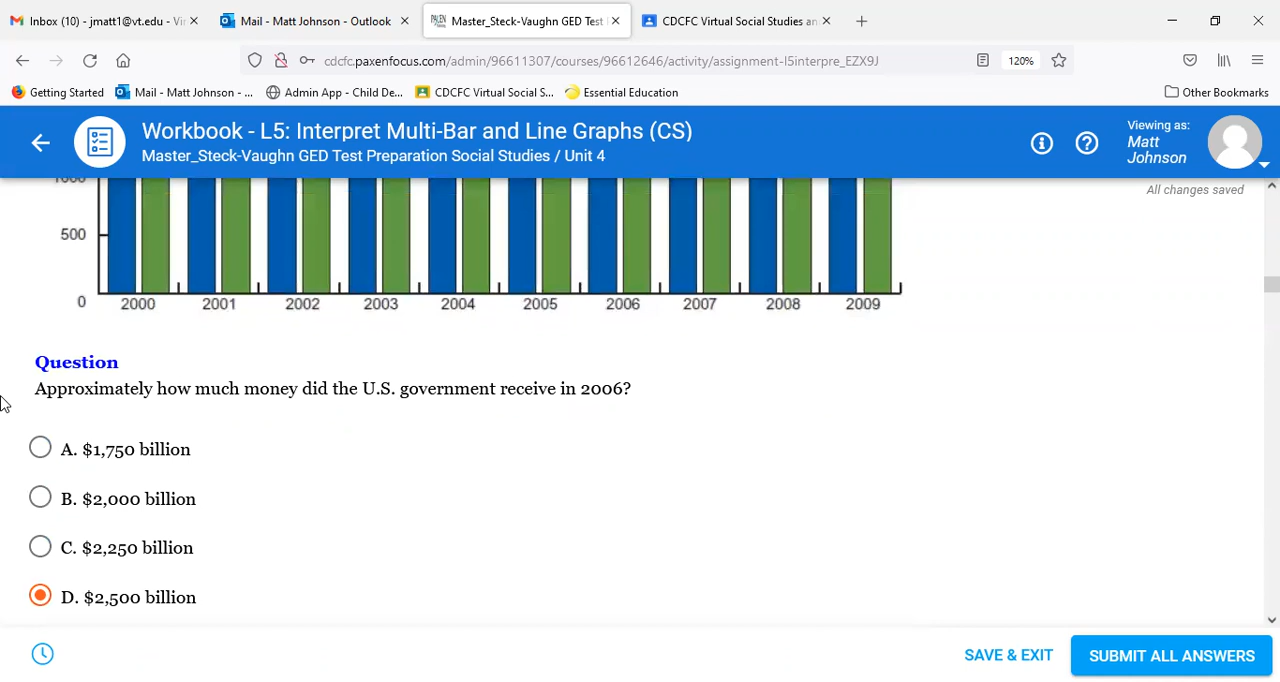 Inbox (10) - jmatt1@vt.edu - Vi
Mail - Matt Johnson - Outlook
PAXEN
Master_Steck-Vaughn GED Test
CDCFC Virtual Social Studies an
cdcfc.paxenfocus.com/admin/96611307/courses/96612646/activity/assignment-l5interpre_EZX9J
120%
Getting Started
Mail - Matt Johnson - ...
Admin App - Child De...
CDCFC Virtual Social S...
Essential Education
Other Bookmarks
Workbook - L5: Interpret Multi-Bar and Line Graphs (CS)
Master_Steck-Vaughn GED Test Preparation Social Studies / Unit 4
Viewing as:
Matt
Johnson
All changes saved
1000
500
0
2000 2001 2002 2003 2004 2005 2006 2007 2008 2009
Question
Approximately how much money did the U.S. government receive in 2006?
A. $1,750 billion
B. $2,000 billion
C. $2,250 billion
D. $2,500 billion
SAVE & EXIT
SUBMIT ALL ANSWERS